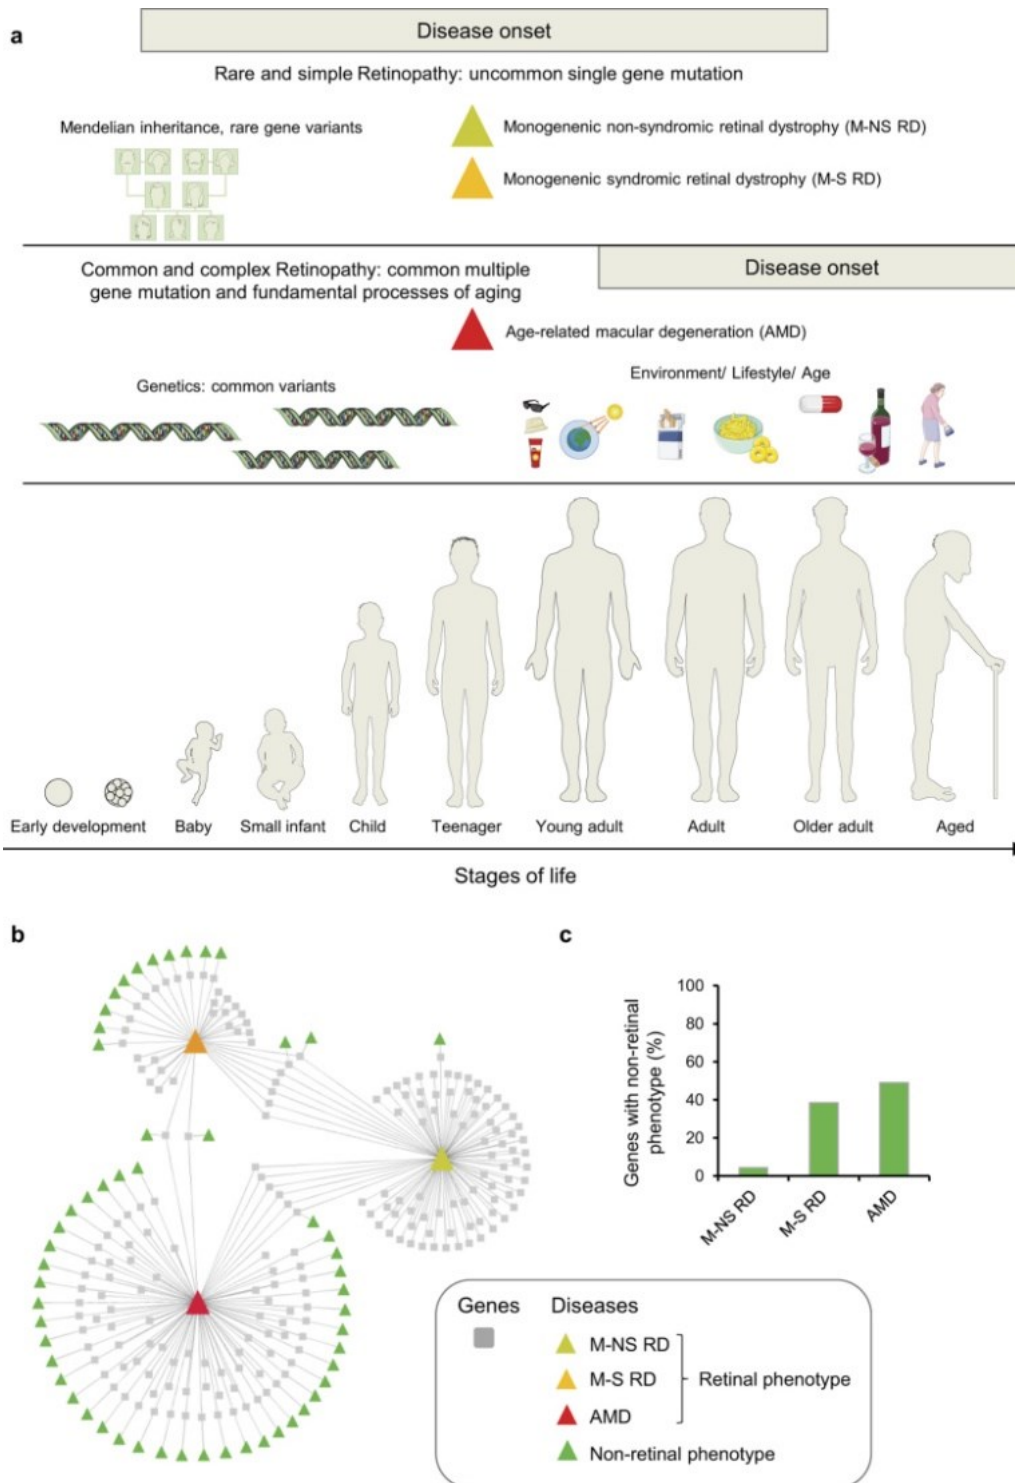 a
Disease onset
Rare and simple Retinopathy: uncommon single gene mutation
Mendelian inheritance, rare gene variants
Monogenenic non-syndromic retinal dystrophy (M-NS RD)
Monogenenic syndromic retinal dystrophy (M-S RD)
Common and complex Retinopathy: common multiple
gene mutation and fundamental processes of aging
Disease onset
Age-related macular degeneration (AMD)
Genetics: common variants
Environment/ Lifestyle/ Age
Early development
Baby
Small infant
Child
Teenager
Young adult
Adult
Older adult
Aged
Stages of life
b
c
Genes with non-retinal
phenotype (%)
100
80
60
40
20
0
M-NS RD
M-S RD
AMD
Genes
Diseases
M-NS RD
M-S RD
AMD
Retinal phenotype
Non-retinal phenotype